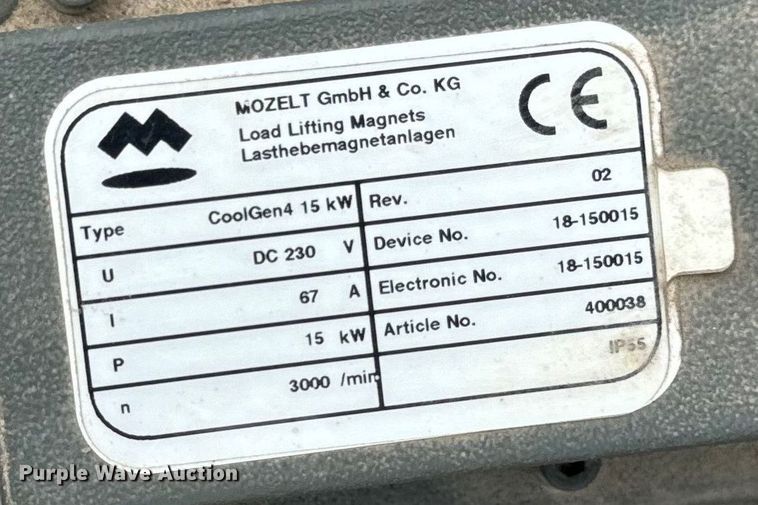 MOZELT GmbH & Co. KG
Load Lifting Magnets
Lasthebemagnetanlagen
CE
Type CoolGen4 15 kW Rev. 02
U DC 230 V Device No. 18-150015
I 67 A Electronic No. 18-150015
P 15 kW Article No. 400038
n 3000 /min IP55
Purple Wave Auction